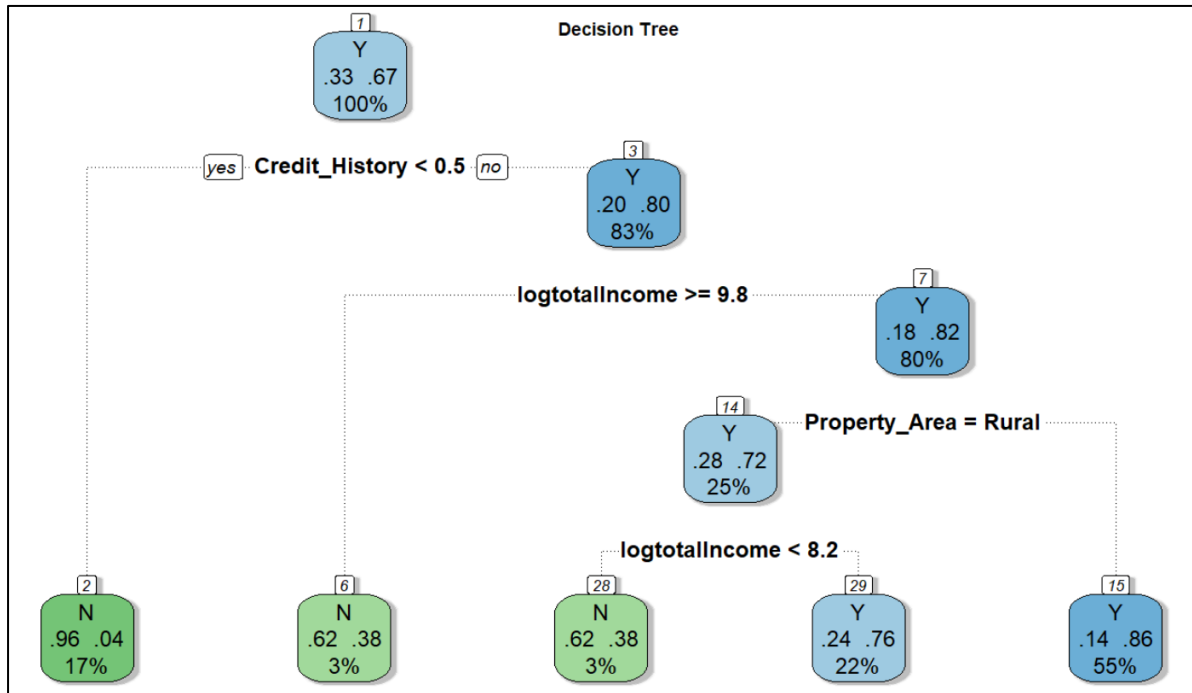 Decision Tree
1
Y
.33 .67
100%
yes Credit_History < 0.5 no
3
Y
.20 .80
83%
logtotalIncome >= 9.8
7
Y
.18 .82
80%
14
Y
.28 .72
25%
Property_Area = Rural
logtotalIncome < 8.2
2
N
.96 .04
17%
6
N
.62 .38
3%
28
N
.62 .38
3%
29
Y
.24 .76
22%
15
Y
.14 .86
55%